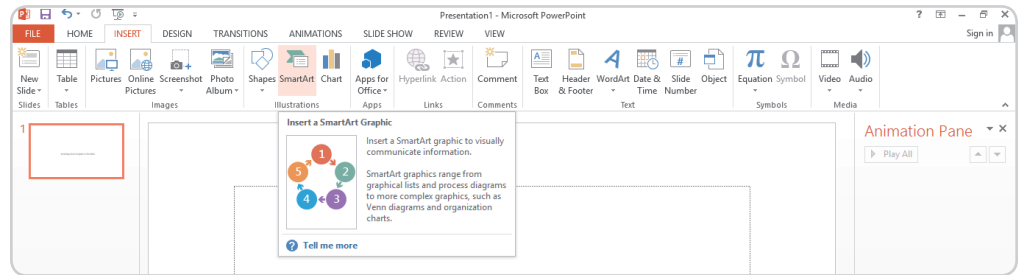 Presentation1 - Microsoft PowerPoint
?
FILE HOME INSERT DESIGN TRANSITIONS ANIMATIONS SLIDE SHOW REVIEW VIEW Sign in
New Slide Table Pictures Online Pictures Screenshot Photo Album Shapes SmartArt Chart Apps for Office Hyperlink Action Comment Text Box Header & Footer WordArt Date & Time Slide Number Object Equation Symbol Video Audio
Slides Tables Images Illustrations Apps Links Comments Text Symbols Media
Insert a SmartArt Graphic
Insert a SmartArt graphic to visually
communicate information.
SmartArt graphics range from
graphical lists and process diagrams
to more complex graphics, such as
Venn diagrams and organization
charts.
1
2
3
4
5
Tell me more
1
Animation Pane
Play All